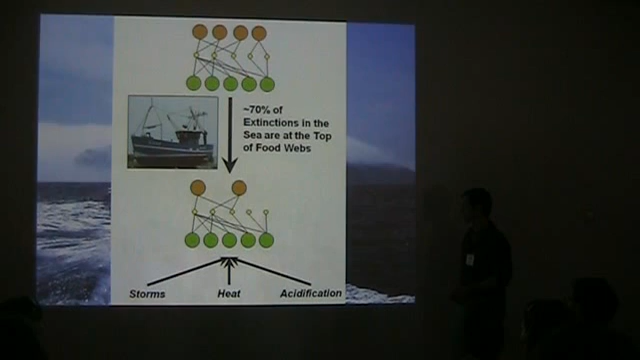 ~70% of
Extinctions in the
Sea are at the Top
of Food Webs
Storms Heat Acidification